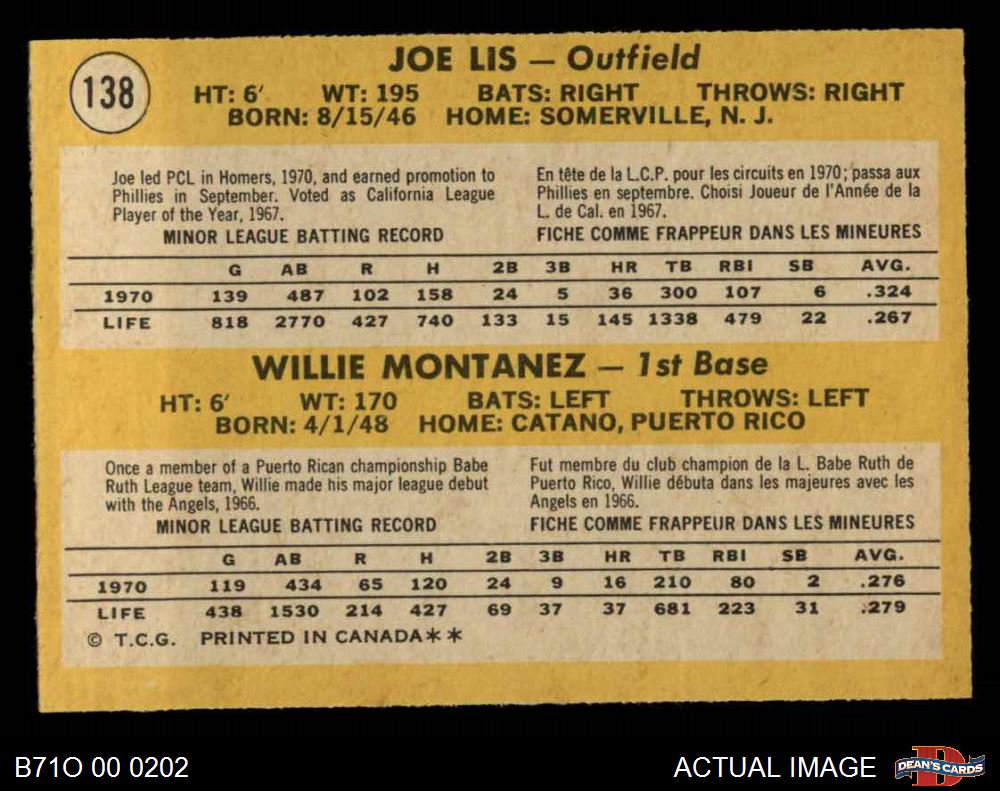 138
JOE LIS — Outfield
HT: 6′ WT: 195 BATS: RIGHT THROWS: RIGHT
BORN: 8/15/46 HOME: SOMERVILLE, N. J.
Joe led PCL in Homers, 1970, and earned promotion to
Phillies in September. Voted as California League
Player of the Year, 1967.
MINOR LEAGUE BATTING RECORD
En tête de la L.C.P. pour les circuits en 1970; passa aux
Phillies en septembre. Choisi Joueur de l'Année de la
L. de Cal. en 1967.
FICHE COMME FRAPPEUR DANS LES MINEURES
G AB R H 2B 3B HR TB RBI SB AVG.
1970 139 487 102 158 24 5 36 300 107 6 .324
LIFE 818 2770 427 740 133 15 145 1338 479 22 .267
WILLIE MONTANEZ — 1st Base
HT: 6′ WT: 170 BATS: LEFT THROWS: LEFT
BORN: 4/1/48 HOME: CATANO, PUERTO RICO
Once a member of a Puerto Rican championship Babe
Ruth League team, Willie made his major league debut
with the Angels, 1966.
MINOR LEAGUE BATTING RECORD
Fut membre du club champion de la L. Babe Ruth de
Puerto Rico, Willie débuta dans les majeures avec les
Angels en 1966.
FICHE COMME FRAPPEUR DANS LES MINEURES
G AB R H 2B 3B HR TB RBI SB AVG.
1970 119 434 65 120 24 9 16 210 80 2 .276
LIFE 438 1530 214 427 69 37 37 681 223 31 .279
© T.C.G. PRINTED IN CANADA**
B71O 00 0202
ACTUAL IMAGE
DEAN'S CARDS